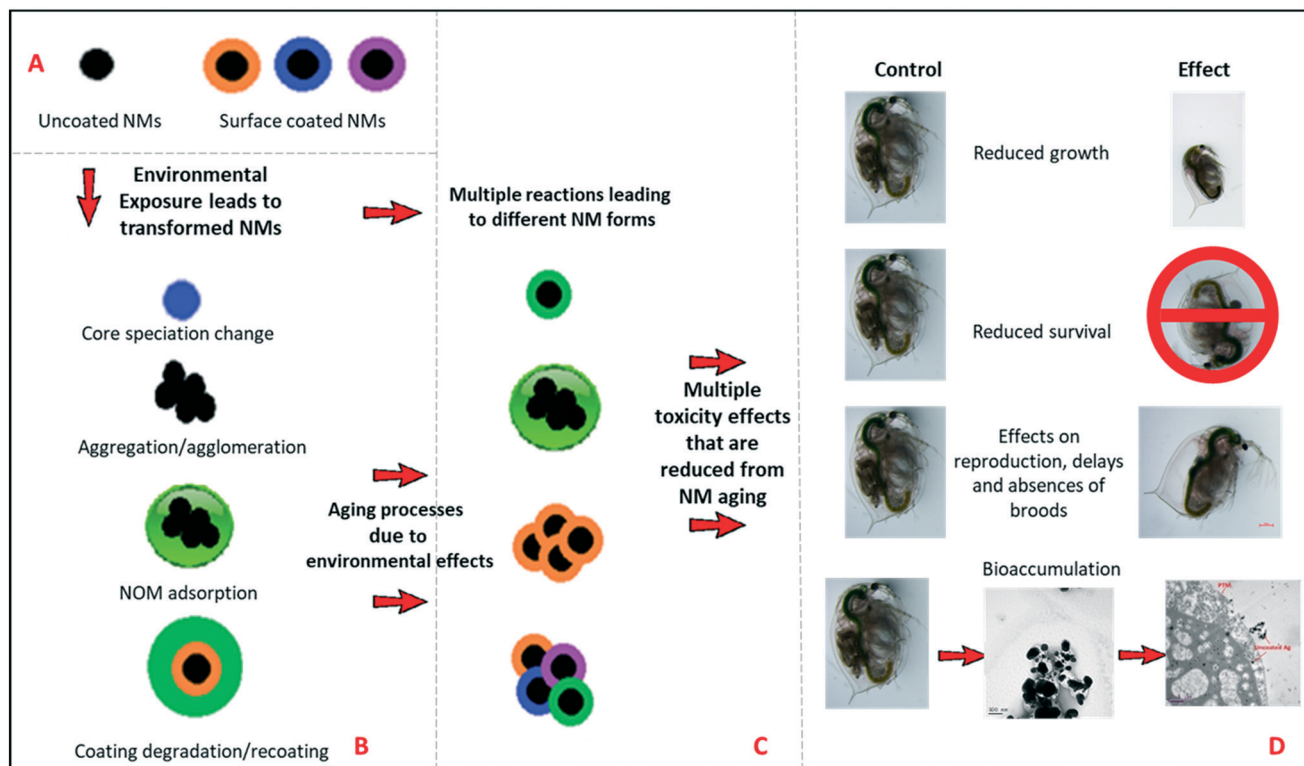 A
Uncoated NMs
Surface coated NMs
Environmental
Exposure leads to
transformed NMs
Core speciation change
Aggregation/agglomeration
NOM adsorption
Coating degradation/recoating
B
Aging processes
due to
environmental effects
Multiple reactions leading
to different NM forms
C
Multiple
toxicity effects
that are
reduced from
NM aging
Control
Effect
Reduced growth
Reduced survival
Effects on
reproduction, delays
and absences of
broods
Bioaccumulation
PTM
Uncoated Ag
D